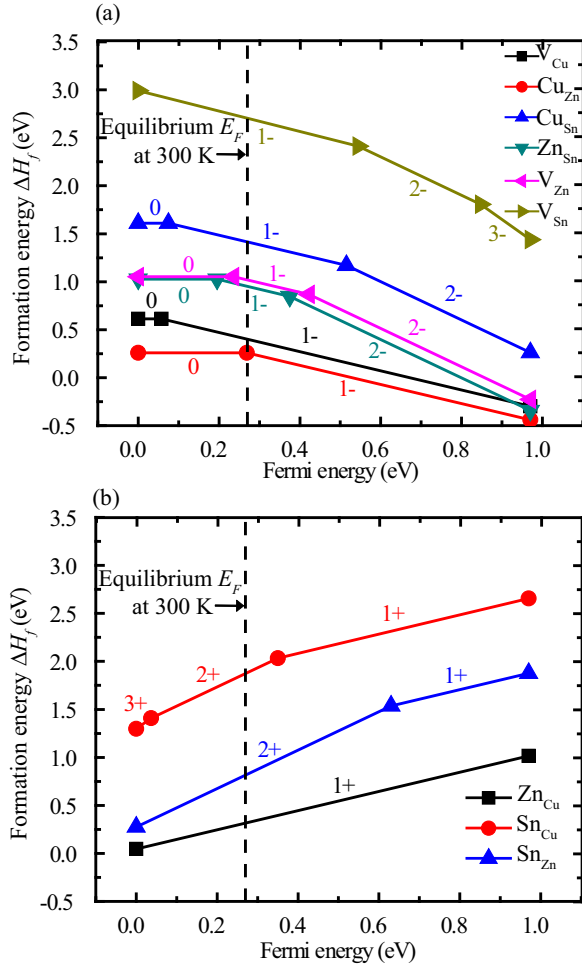 (a)
3.5
3.0
2.5
2.0
1.5
1.0
0.5
0.0
-0.5
Formation energy ΔH_f (eV)
Equilibrium E_F
at 300 K
V_Cu
Cu_Zn
Cu_Sn
Zn_Sn
V_Zn
V_Sn
1-
2-
3-
0
1-
2-
0
1-
2-
0
1-
2-
0
1-
0
1-
0.0 0.2 0.4 0.6 0.8 1.0
Fermi energy (eV)
(b)
3.5
3.0
2.5
2.0
1.5
1.0
0.5
0.0
-0.5
Formation energy ΔH_f (eV)
Equilibrium E_F
at 300 K
3+
2+
1+
2+
1+
1+
Zn_Cu
Sn_Cu
Sn_Zn
0.0 0.2 0.4 0.6 0.8 1.0
Fermi energy (eV)